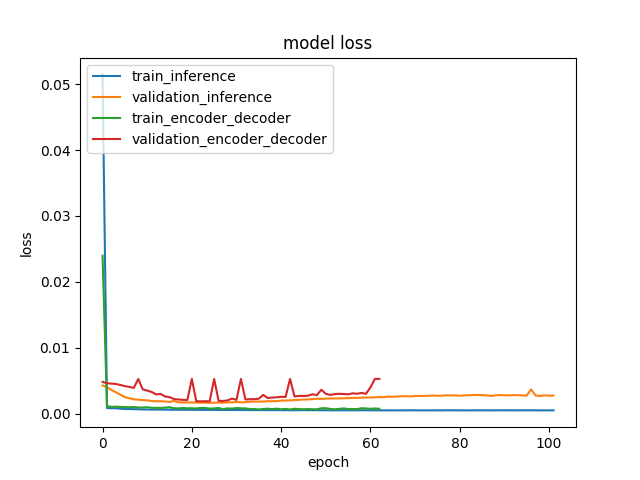 model loss
train_inference
validation_inference
train_encoder_decoder
validation_encoder_decoder
loss
0.05
0.04
0.03
0.02
0.01
0.00
0 20 40 60 80 100
epoch